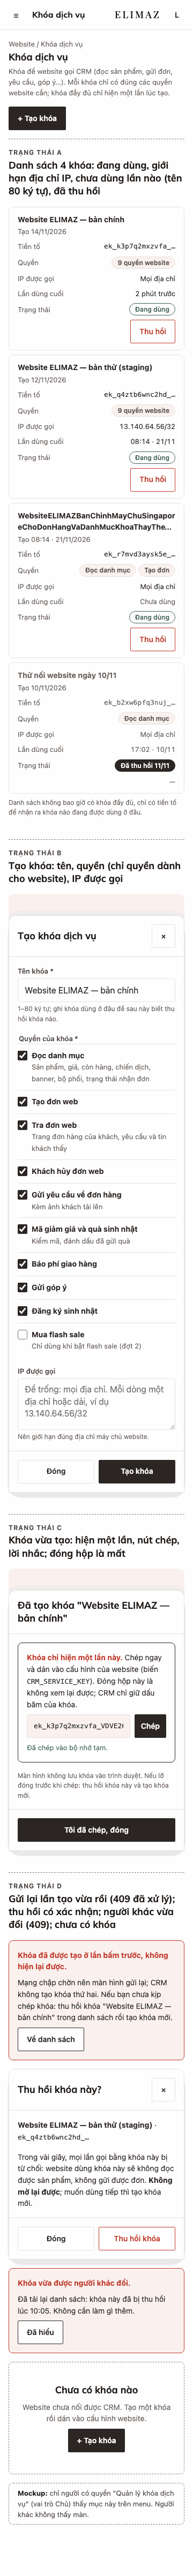 ≡ Khóa dịch vụ ELIMAZ L
Website / Khóa dịch vụ
Khóa dịch vụ
Khóa để website gọi CRM (đọc sản phẩm, gửi đơn,
yêu cầu, góp ý…). Mỗi khóa chỉ có đúng các quyền
website cần; khóa đầy đủ chỉ hiện một lần lúc tạo.
+ Tạo khóa
TRẠNG THÁI A
Danh sách 4 khóa: đang dùng, giới
hạn địa chỉ IP, chưa dùng lần nào (tên
80 ký tự), đã thu hồi
Website ELIMAZ — bản chính
Tạo 14/11/2026
Tiền tố ek_k3p7q2mxzvfa_…
Quyền 9 quyền website
IP được gọi Mọi địa chỉ
Lần dùng cuối 2 phút trước
Trạng thái Đang dùng
Thu hồi
Website ELIMAZ — bản thử (staging)
Tạo 12/11/2026
Tiền tố ek_q4ztb6wnc2hd_…
Quyền 9 quyền website
IP được gọi 13.140.64.56/32
Lần dùng cuối 08:14 · 21/11
Trạng thái Đang dùng
Thu hồi
WebsiteELIMAZBanChinhMayChuSingapor
eChoDonHangVaDanhMucKhoaThayThe…
Tạo 08:14 · 21/11/2026
Tiền tố ek_r7mvd3aysk5e_…
Quyền Đọc danh mục Tạo đơn
IP được gọi Mọi địa chỉ
Lần dùng cuối Chưa dùng
Trạng thái Đang dùng
Thu hồi
Thử nối website ngày 10/11
Tạo 10/11/2026
Tiền tố ek_b2xw6pfq3nuj_…
Quyền Đọc danh mục
IP được gọi Mọi địa chỉ
Lần dùng cuối 17:02 · 10/11
Trạng thái Đã thu hồi 11/11
—
Danh sách không bao giờ có khóa đầy đủ, chỉ có tiền tố
để nhận ra khóa nào đang được dùng ở đâu.
TRẠNG THÁI B
Tạo khóa: tên, quyền (chỉ quyền dành
cho website), IP được gọi
Tạo khóa dịch vụ ×
Tên khóa *
Website ELIMAZ — bản chính
1–80 ký tự; ghi khóa dùng ở đâu để sau này biết thu
hồi khóa nào.
Quyền của khóa *
Đọc danh mục
Sản phẩm, giá, còn hàng, chiến dịch,
banner, bộ phối, trạng thái nhận đơn
Tạo đơn web
Tra đơn web
Trang đơn hàng của khách, yêu cầu và tin
khách thấy
Khách hủy đơn web
Gửi yêu cầu về đơn hàng
Kèm ảnh khách tải lên
Mã giảm giá và quà sinh nhật
Kiểm mã, đánh dấu đã gửi quà
Báo phí giao hàng
Gửi góp ý
Đăng ký sinh nhật
Mua flash sale
Chỉ dùng khi bật flash sale (đợt 2)
IP được gọi
Để trống: mọi địa chỉ. Mỗi dòng một
địa chỉ hoặc dải, ví dụ
13.140.64.56/32
Nên giới hạn đúng địa chỉ máy chủ website.
Đóng Tạo khóa
TRẠNG THÁI C
Khóa vừa tạo: hiện một lần, nút chép,
lời nhắc; đóng hộp là mất
Đã tạo khóa "Website ELIMAZ —
bản chính"
Khóa chỉ hiện một lần này. Chép ngay
và dán vào cấu hình của website (biến
CRM_SERVICE_KEY). Đóng hộp này là
không xem lại được; CRM chỉ giữ dấu
băm của khóa.
ek_k3p7q2mxzvfa_VDVE2 Chép
Đã chép vào bộ nhớ tạm.
Màn hình không lưu khóa vào trình duyệt. Nếu lỡ
đóng trước khi chép: thu hồi khóa này và tạo khóa
mới.
Tôi đã chép, đóng
TRẠNG THÁI D
Gửi lại lần tạo vừa rồi (409 đã xử lý);
thu hồi có xác nhận; người khác vừa
đổi (409); chưa có khóa
Khóa đã được tạo ở lần bấm trước, không
hiện lại được.
Mạng chập chờn nên màn hình gửi lại; CRM
không tạo khóa thứ hai. Nếu bạn chưa kịp
chép khóa: thu hồi khóa "Website ELIMAZ —
bản chính" trong danh sách rồi tạo khóa mới.
Về danh sách
Thu hồi khóa này? ×
Website ELIMAZ — bản thử (staging) ·
ek_q4ztb6wnc2hd_…
Trong vài giây, mọi lần gọi bằng khóa này bị
từ chối: website dùng khóa này sẽ không đọc
được sản phẩm, không gửi được đơn. Không
mở lại được; muốn dùng tiếp thì tạo khóa
mới.
Đóng Thu hồi khóa
Khóa vừa được người khác đổi.
Đã tải lại danh sách: khóa này đã bị thu hồi
lúc 10:05. Không cần làm gì thêm.
Đã hiểu
Chưa có khóa nào
Website chưa nối được CRM. Tạo một khóa
rồi dán vào cấu hình website.
+ Tạo khóa
Mockup: chỉ người có quyền "Quản lý khóa dịch
vụ" (vai trò Chủ) thấy mục này trên menu. Người
khác không thấy màn.